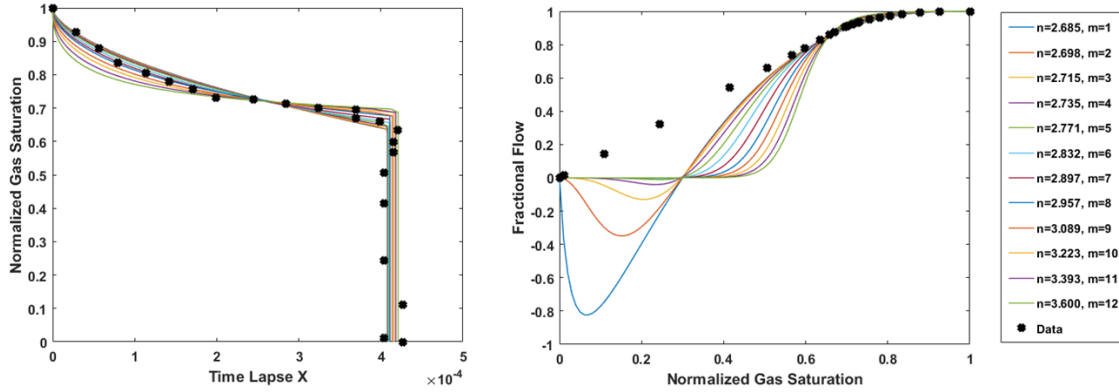 Normalized Gas Saturation
1
0.9
0.8
0.7
0.6
0.5
0.4
0.3
0.2
0.1
0
0
1
2
3
4
5
Time Lapse X
×10⁻⁴
Fractional Flow
1
0.8
0.6
0.4
0.2
0
-0.2
-0.4
-0.6
-0.8
-1
0
0.2
0.4
0.6
0.8
1
Normalized Gas Saturation
n=2.685, m=1
n=2.698, m=2
n=2.715, m=3
n=2.735, m=4
n=2.771, m=5
n=2.832, m=6
n=2.897, m=7
n=2.957, m=8
n=3.089, m=9
n=3.223, m=10
n=3.393, m=11
n=3.600, m=12
Data